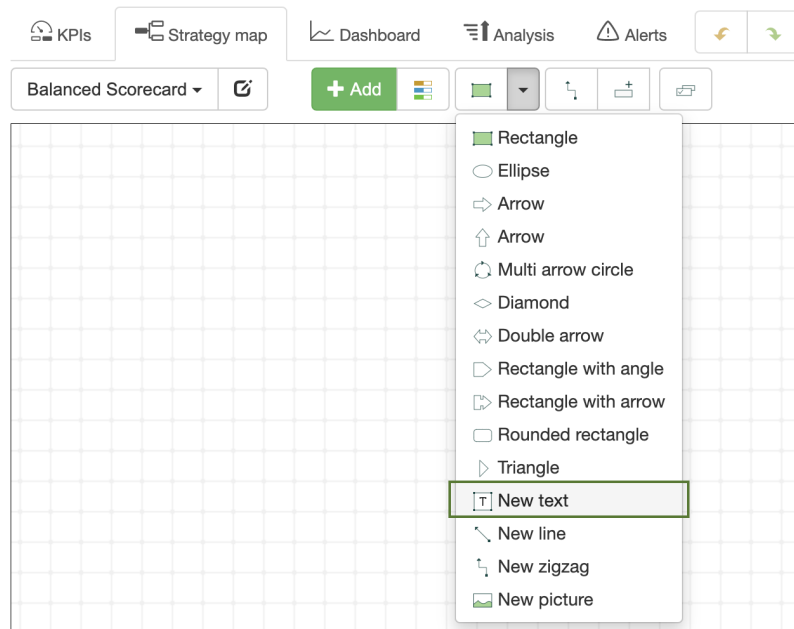 KPIs
Strategy map
Dashboard
Analysis
Alerts
Balanced Scorecard
Add
Rectangle
Ellipse
Arrow
Arrow
Multi arrow circle
Diamond
Double arrow
Rectangle with angle
Rectangle with arrow
Rounded rectangle
Triangle
T New text
New line
New zigzag
New picture